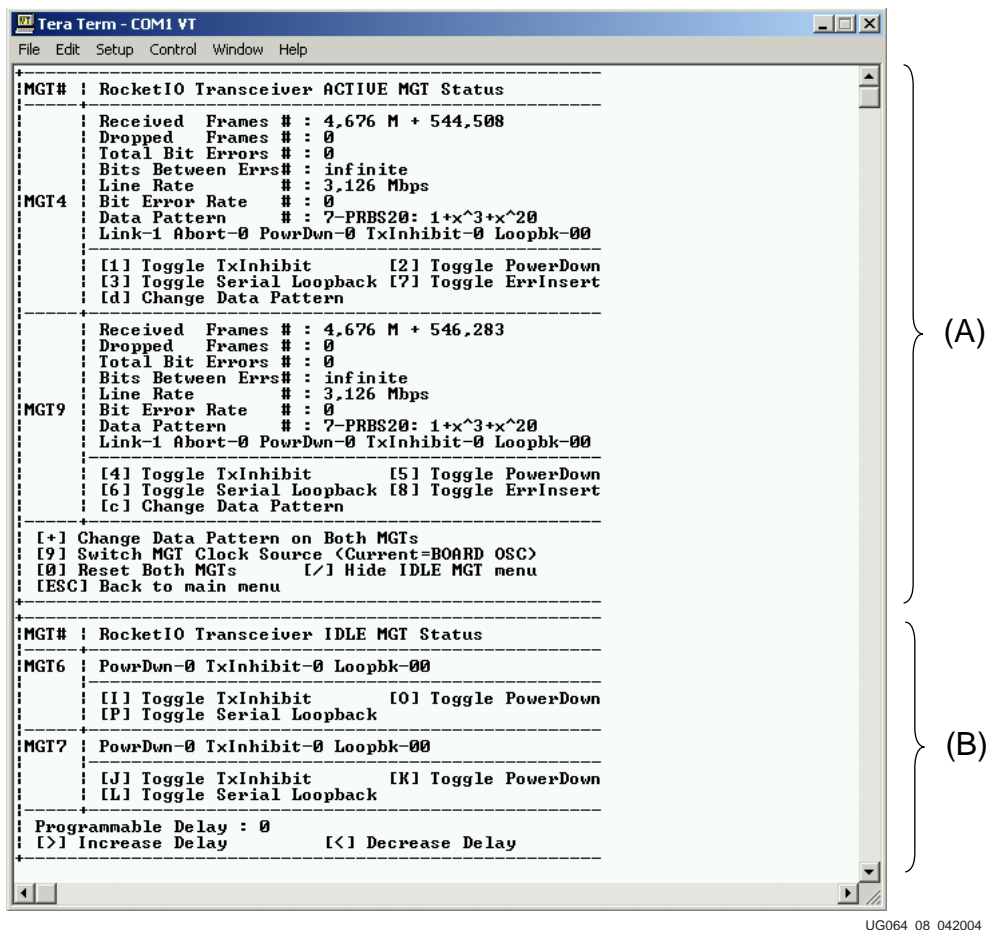 Tera Term - COM1 VT
File Edit Setup Control Window Help
MGT# | RocketIO Transceiver ACTIVE MGT Status
Received Frames # : 4,676 M + 544,508
Dropped Frames # : 0
Total Bit Errors # : 0
Bits Between Errs# : infinite
Line Rate # : 3,126 Mbps
MGT4 | Bit Error Rate # : 0
Data Pattern # : 7-PRBS20: 1+x^3+x^20
Link-1 Abort-0 PowrDwn-0 TxInhibit-0 Loopbk-00
[1] Toggle TxInhibit [2] Toggle PowerDown
[3] Toggle Serial Loopback [7] Toggle ErrInsert
[d] Change Data Pattern
Received Frames # : 4,676 M + 546,283
Dropped Frames # : 0
Total Bit Errors # : 0
Bits Between Errs# : infinite
Line Rate # : 3,126 Mbps
MGT9 | Bit Error Rate # : 0
Data Pattern # : 7-PRBS20: 1+x^3+x^20
Link-1 Abort-0 PowrDwn-0 TxInhibit-0 Loopbk-00
[4] Toggle TxInhibit [5] Toggle PowerDown
[6] Toggle Serial Loopback [8] Toggle ErrInsert
[c] Change Data Pattern
[+] Change Data Pattern on Both MGTs
[9] Switch MGT Clock Source (Current=BOARD OSC)
[0] Reset Both MGTs [/] Hide IDLE MGT menu
[ESC] Back to main menu
(A)
MGT# | RocketIO Transceiver IDLE MGT Status
MGT6 | PowrDwn-0 TxInhibit-0 Loopbk-00
[I] Toggle TxInhibit [O] Toggle PowerDown
[P] Toggle Serial Loopback
MGT7 | PowrDwn-0 TxInhibit-0 Loopbk-00
[J] Toggle TxInhibit [K] Toggle PowerDown
[L] Toggle Serial Loopback
Programmable Delay : 0
[>] Increase Delay [<] Decrease Delay
(B)
UG064_08_042004